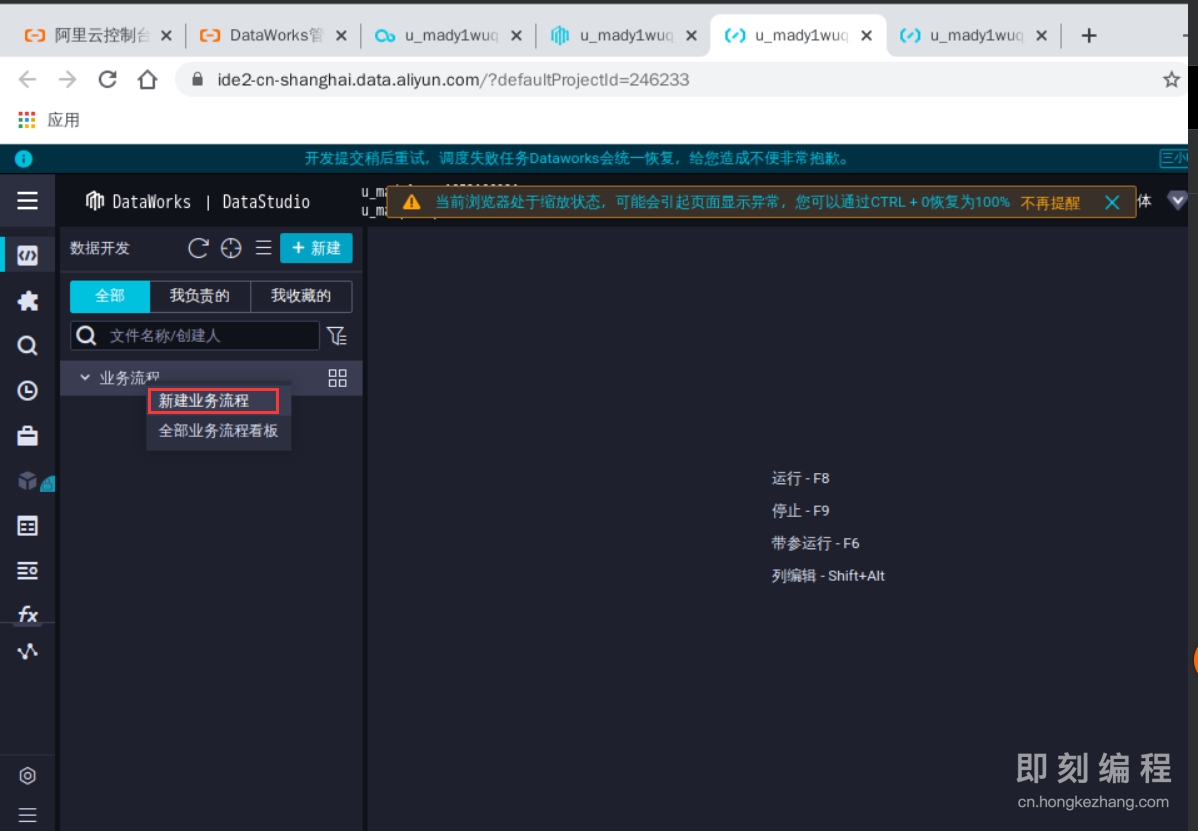 阿里云控制台
DataWorks管
u_mady1wuq
u_mady1wuq
u_mady1wuq
u_mady1wuq
ide2-cn-shanghai.data.aliyun.com/?defaultProjectId=246233
应用
开发提交稍后重试，调度失败任务Dataworks会统一恢复，给您造成不便非常抱歉。
三小
DataWorks | DataStudio
当前浏览器处于缩放状态，可能会引起页面显示异常，您可以通过CTRL + 0恢复为100% 不再提醒
体
数据开发
+ 新建
全部
我负责的
我收藏的
文件名称/创建人
业务流程
新建业务流程
全部业务流程看板
运行 - F8
停止 - F9
带参运行 - F6
列编辑 - Shift+Alt
fx
即刻编程
cn.hongkezhang.com